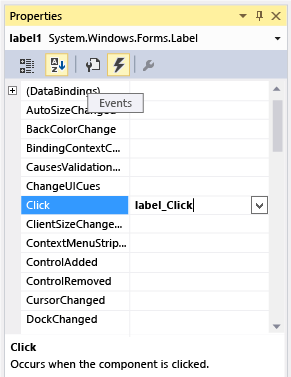 Properties
label1 System.Windows.Forms.Label
(DataBindings)
Events
AutoSizeChanged
BackColorChange
BindingContextC...
CausesValidation...
ChangeUICues
Click label_Click
ClientSizeChange...
ContextMenuStrip...
ControlAdded
ControlRemoved
CursorChanged
DockChanged
Click
Occurs when the component is clicked.